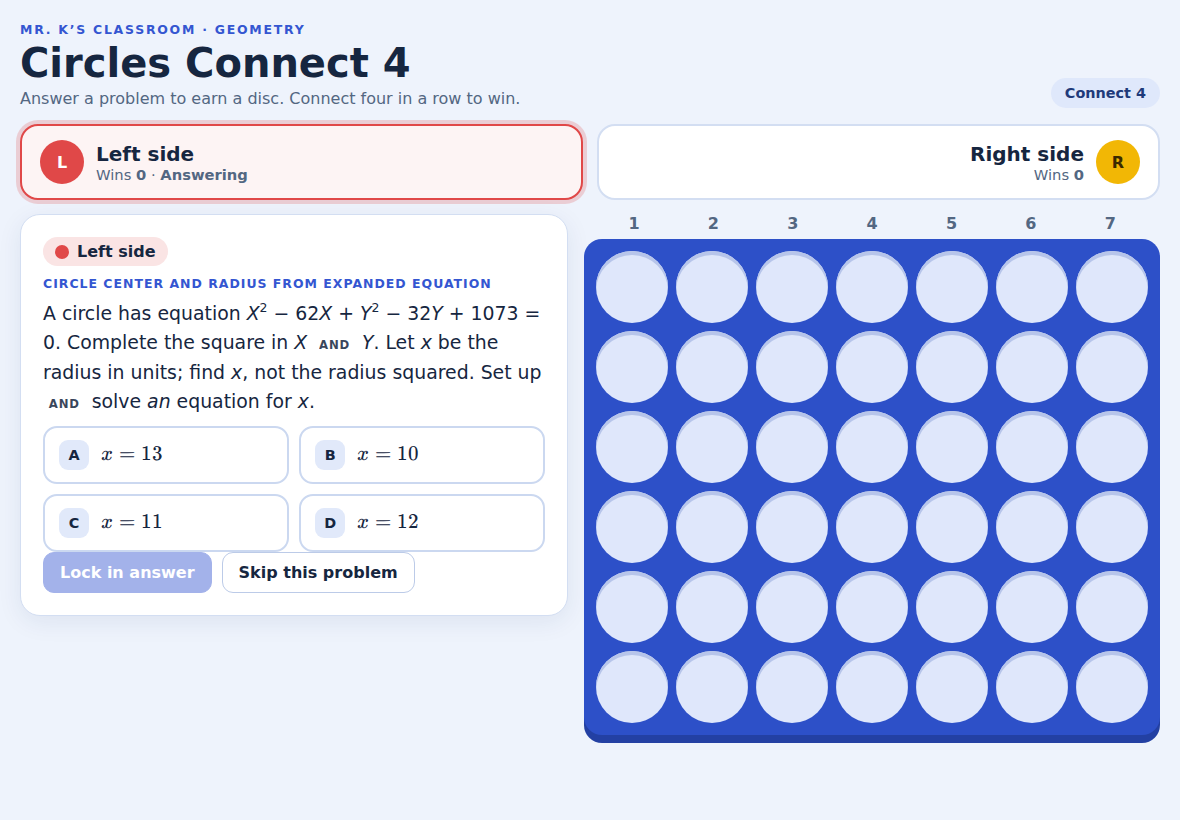 MR. K’S CLASSROOM · GEOMETRY
Circles Connect 4
Answer a problem to earn a disc. Connect four in a row to win.
Connect 4
L
Left side
Wins 0 · Answering
Right side
Wins 0
R
Left side
CIRCLE CENTER AND RADIUS FROM EXPANDED EQUATION
A circle has equation X² − 62X + Y² − 32Y + 1073 =
0. Complete the square in X AND Y. Let x be the
radius in units; find x, not the radius squared. Set up
AND solve an equation for x.
A x = 13
B x = 10
C x = 11
D x = 12
Lock in answer
Skip this problem
1 2 3 4 5 6 7